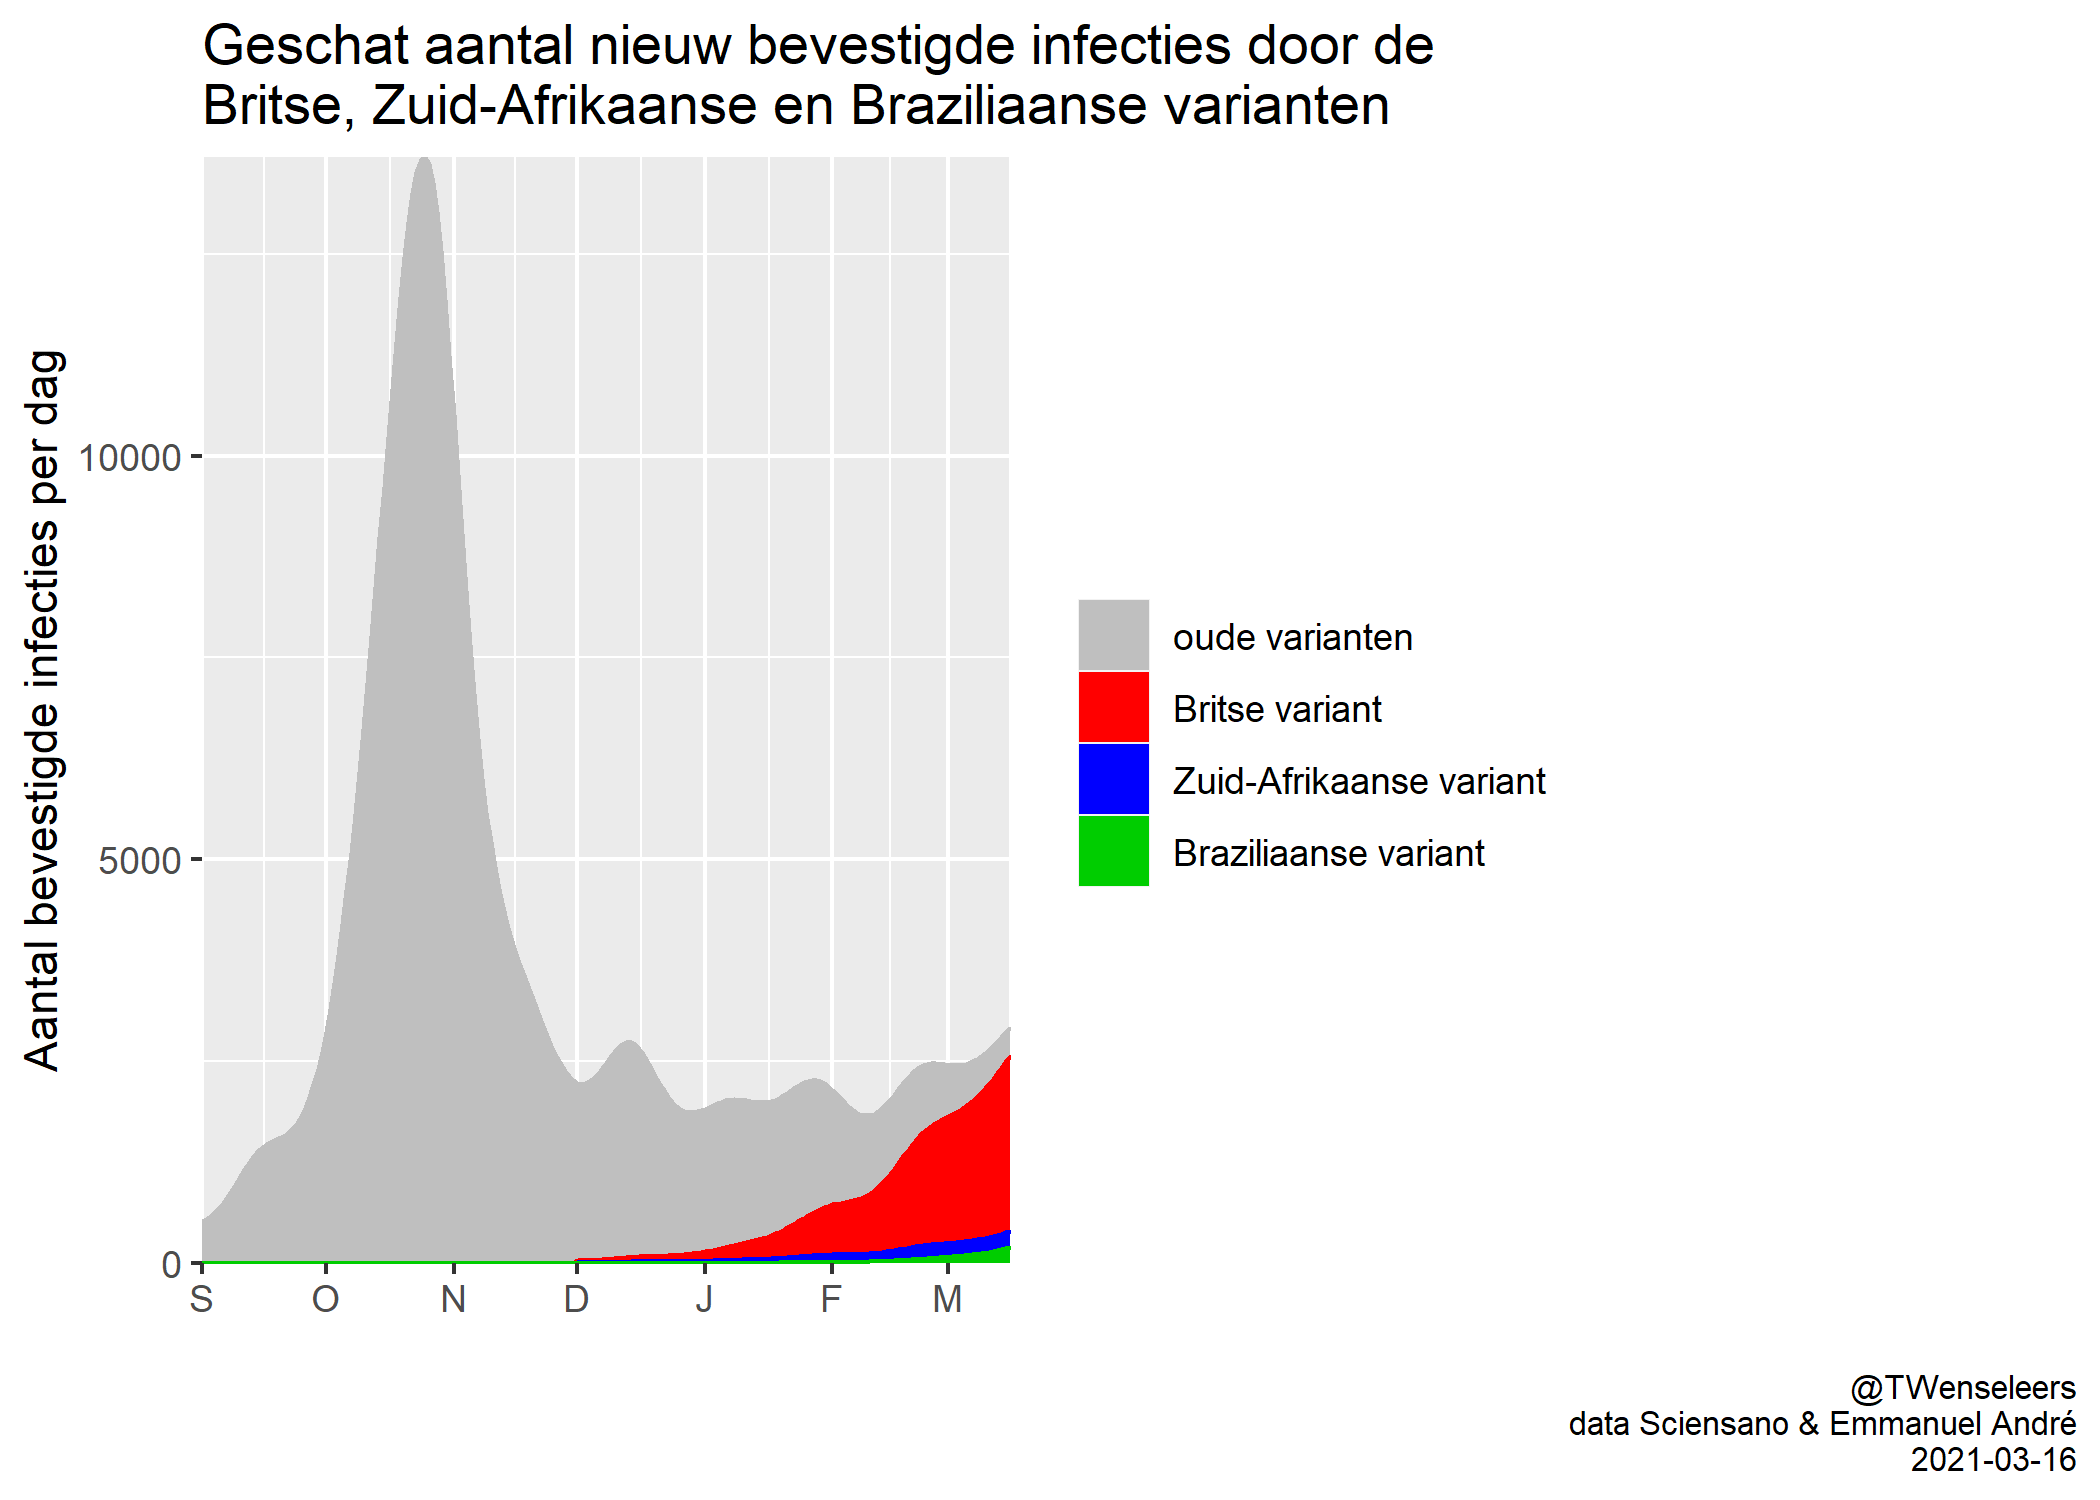 Geschat aantal nieuw bevestigde infecties door de
Britse, Zuid-Afrikaanse en Braziliaanse varianten
Aantal bevestigde infecties per dag
10000
5000
0
S O N D J F M
oude varianten
Britse variant
Zuid-Afrikaanse variant
Braziliaanse variant
@TWenseleers
data Sciensano & Emmanuel André
2021-03-16